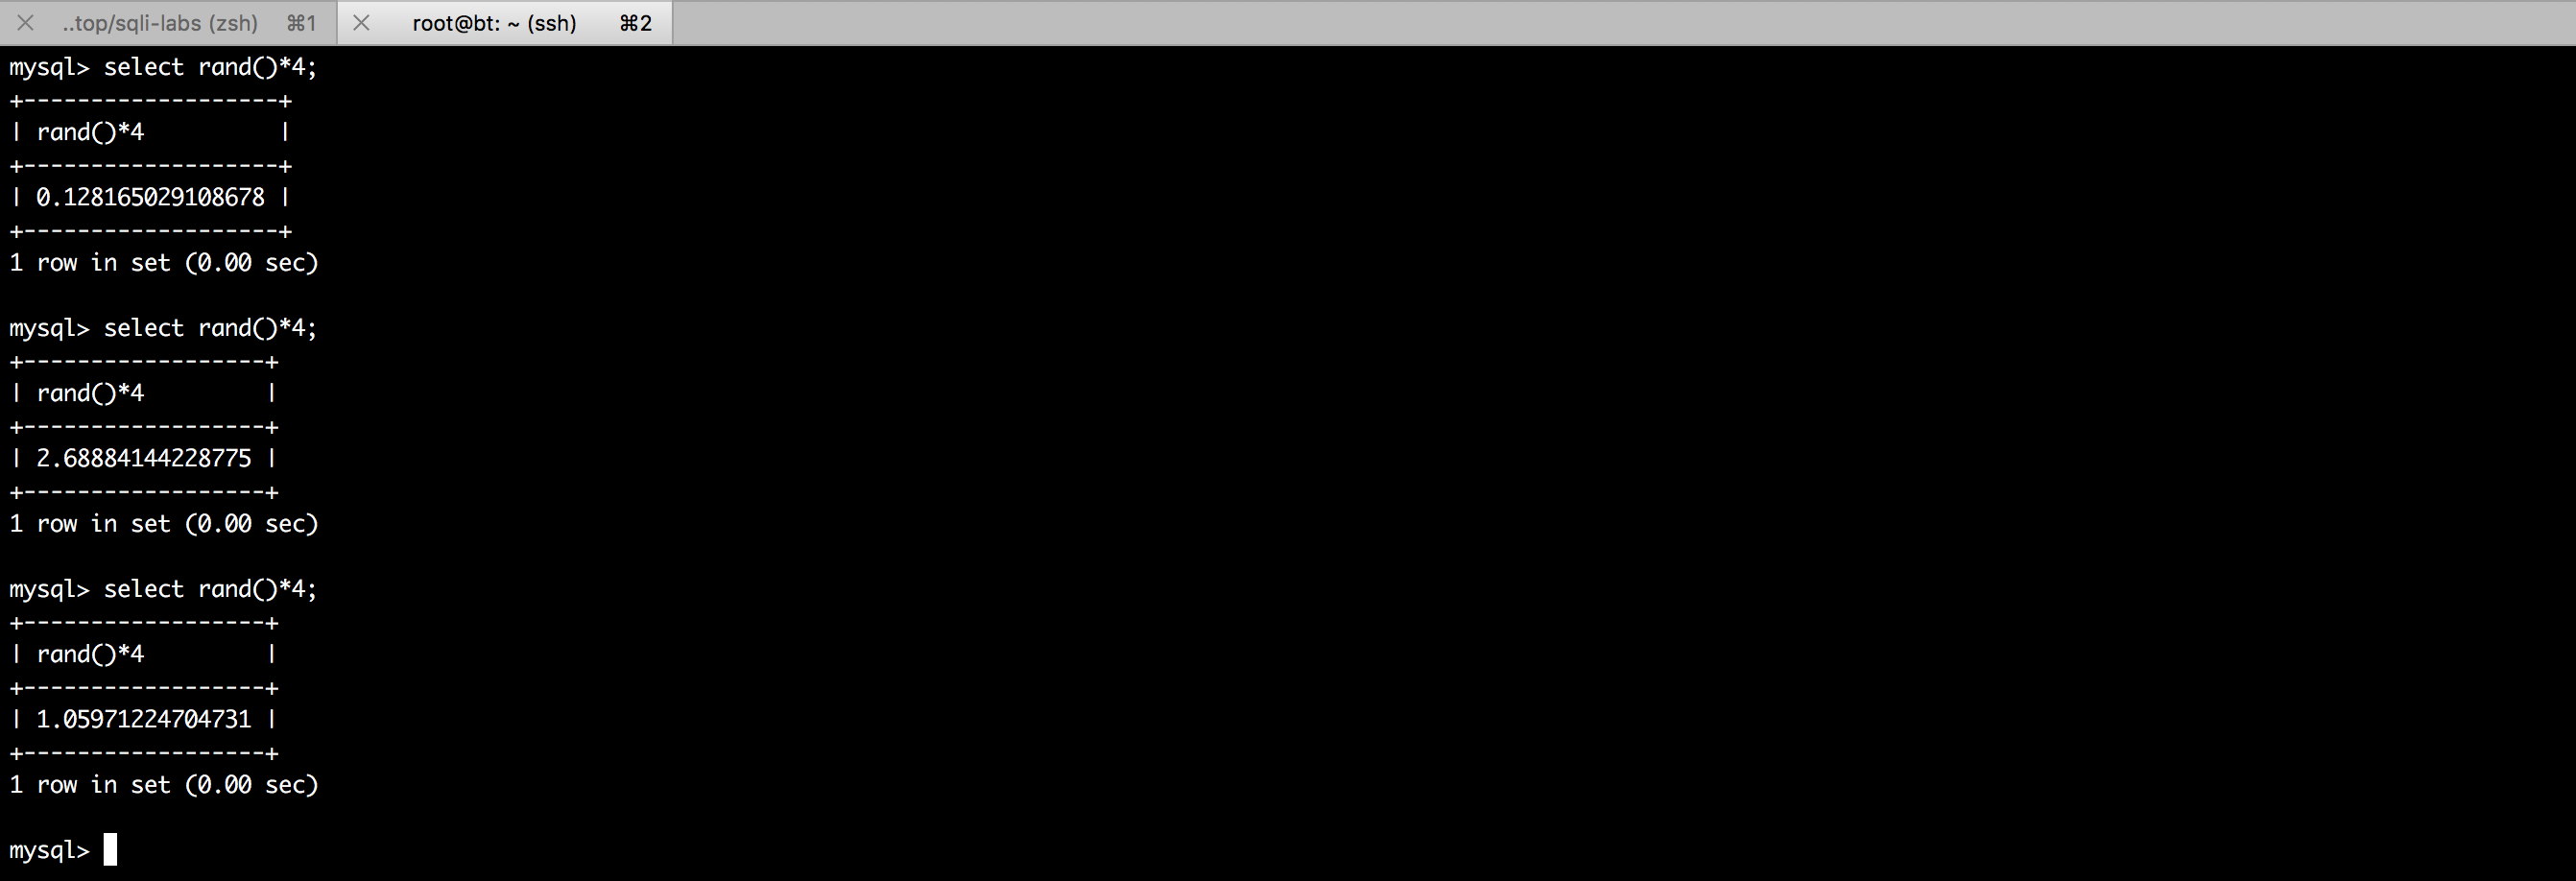 ..top/sqli-labs (zsh) ⌘1 root@bt: ~ (ssh) ⌘2
mysql> select rand()*4;
+-------------------+
| rand()*4          |
+-------------------+
| 0.128165029108678 |
+-------------------+
1 row in set (0.00 sec)
mysql> select rand()*4;
+------------------+
| rand()*4         |
+------------------+
| 2.68884144228775 |
+------------------+
1 row in set (0.00 sec)
mysql> select rand()*4;
+------------------+
| rand()*4         |
+------------------+
| 1.05971224704731 |
+------------------+
1 row in set (0.00 sec)
mysql>